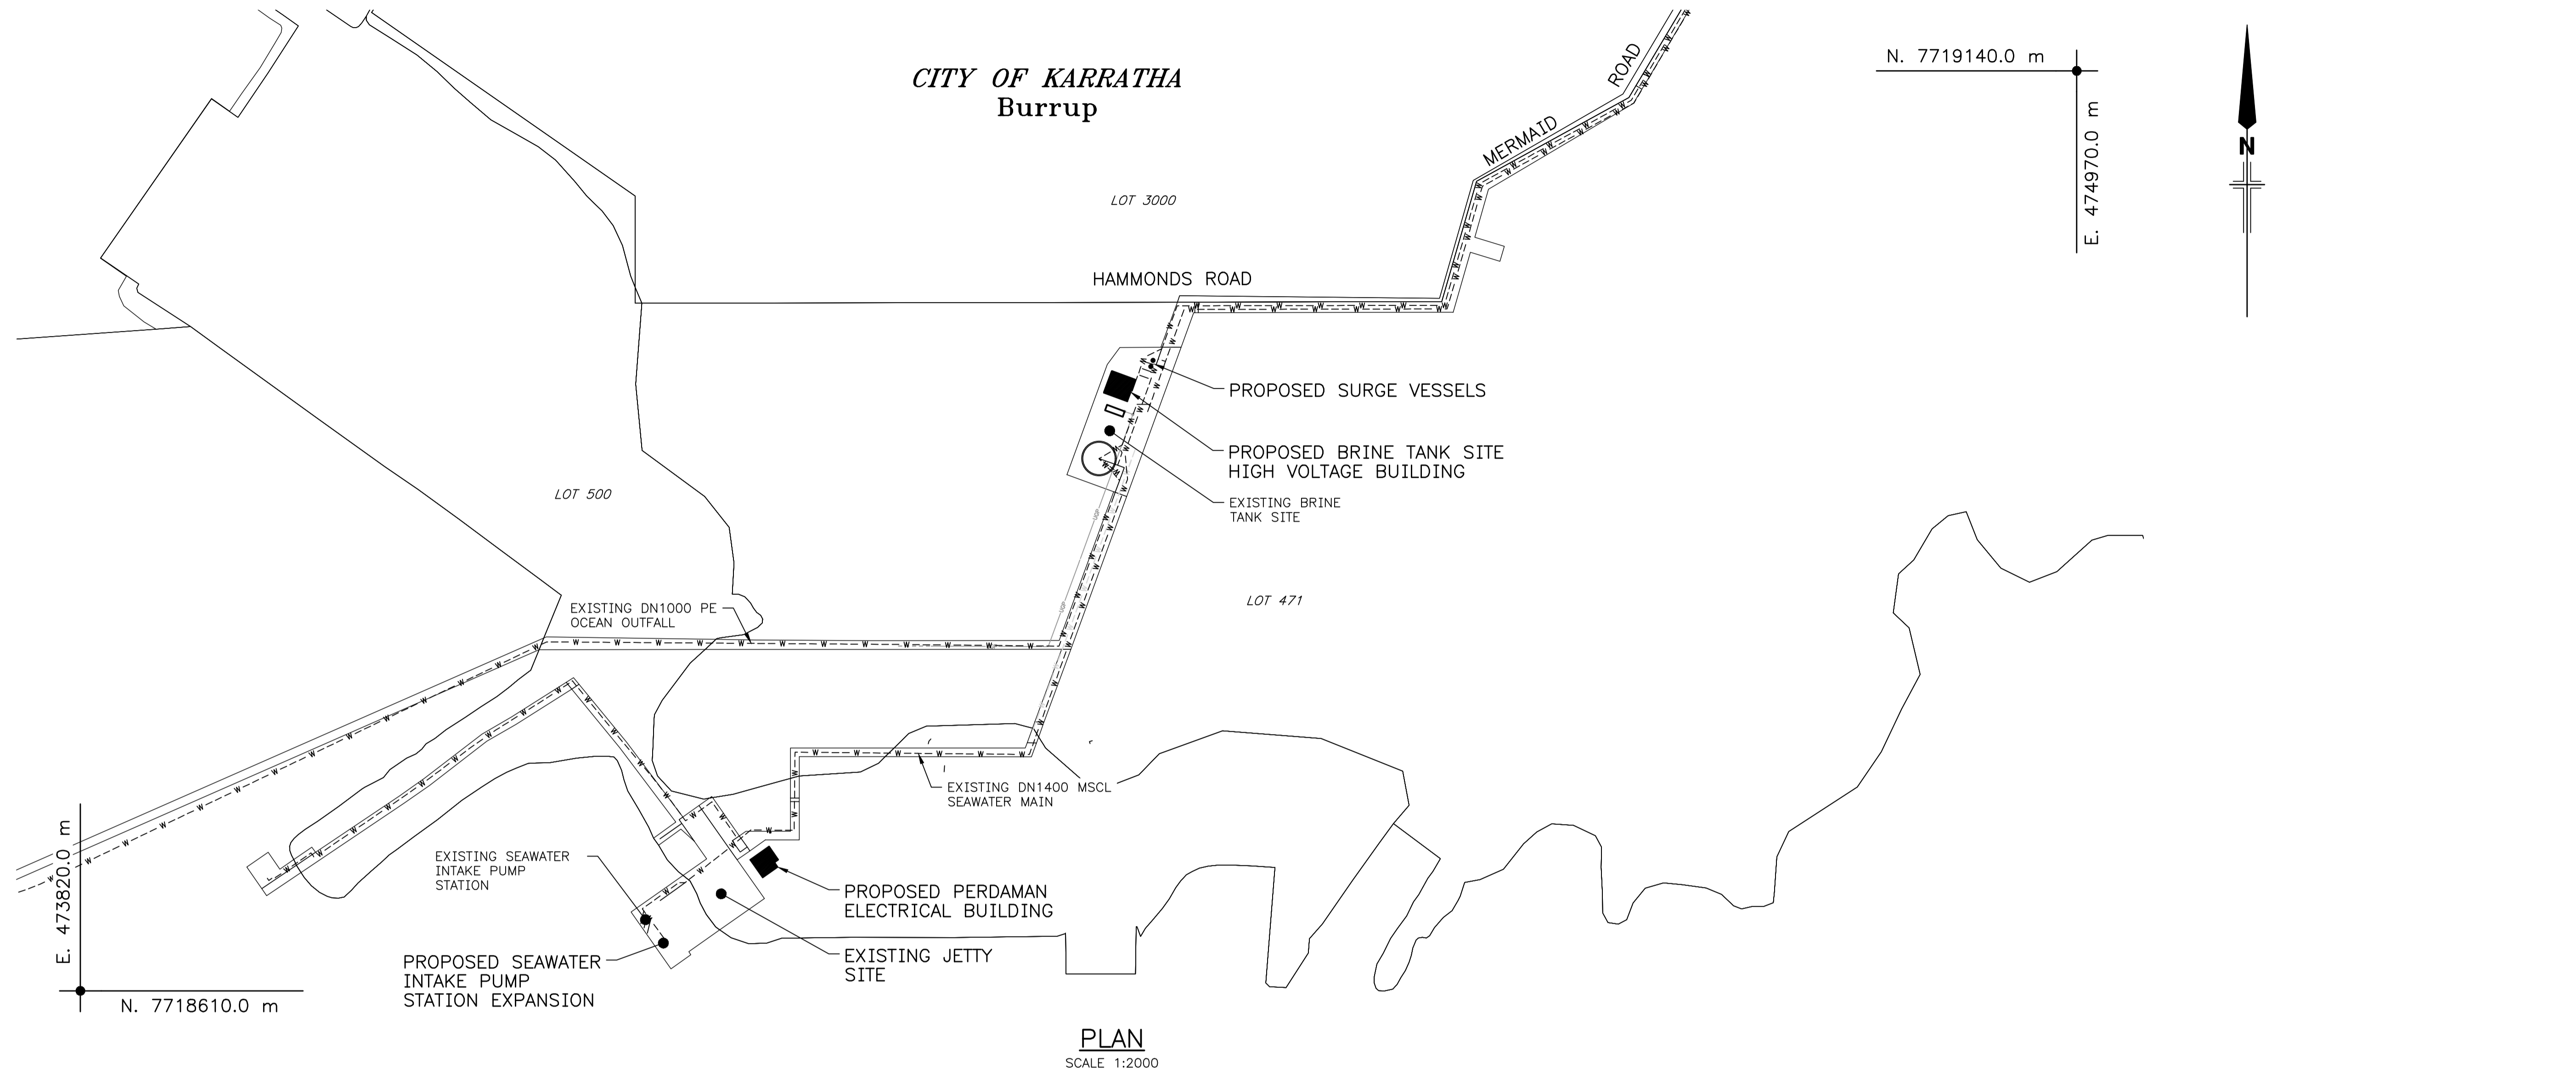 CITY OF KARRATHA
Burrup
N. 7719140.0 m
E. 474970.0 m
N
MERMAID ROAD
LOT 3000
HAMMONDS ROAD
PROPOSED SURGE VESSELS
PROPOSED BRINE TANK SITE
HIGH VOLTAGE BUILDING
EXISTING BRINE
TANK SITE
LOT 500
LOT 471
EXISTING DN1000 PE
OCEAN OUTFALL
EXISTING DN1400 MSCL
SEAWATER MAIN
EXISTING SEAWATER
INTAKE PUMP
STATION
PROPOSED PERDAMAN
ELECTRICAL BUILDING
EXISTING JETTY
SITE
PROPOSED SEAWATER
INTAKE PUMP
STATION EXPANSION
E. 473820.0 m
N. 7718610.0 m
PLAN
SCALE 1:2000